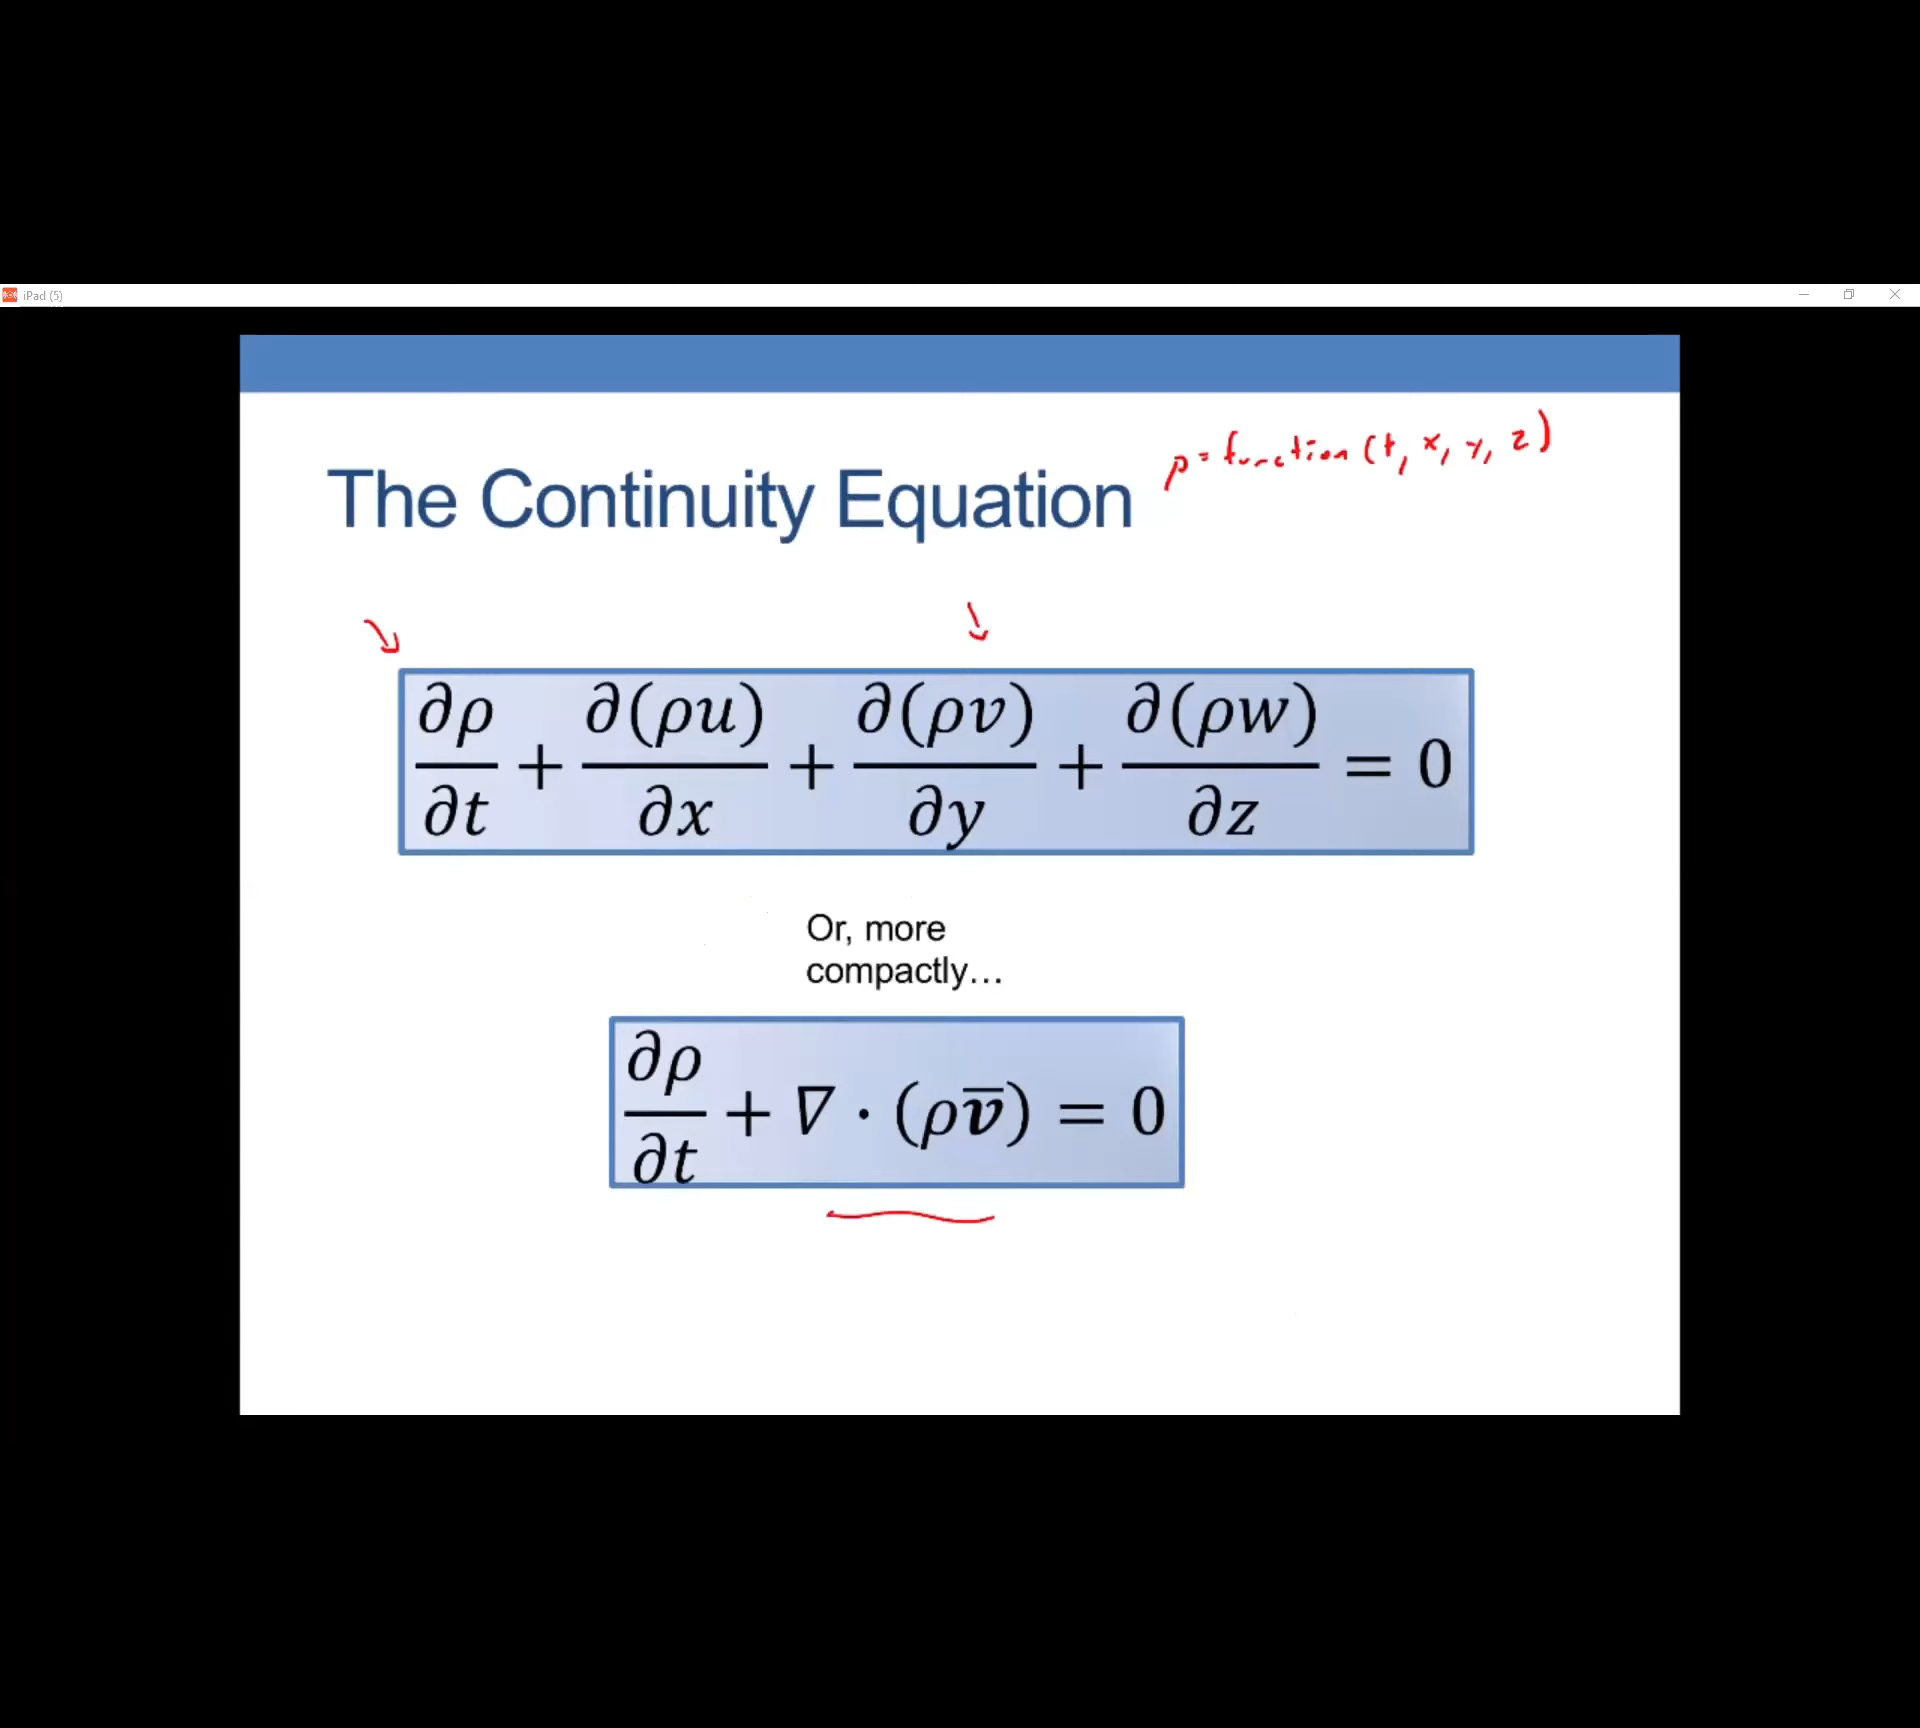 iPad (5)
ρ = function (t, x, y, z)
The Continuity Equation
∂ρ/∂t + ∂(ρu)/∂x + ∂(ρv)/∂y + ∂(ρw)/∂z = 0
Or, more
compactly…
∂ρ/∂t + ∇ · (ρv̅) = 0